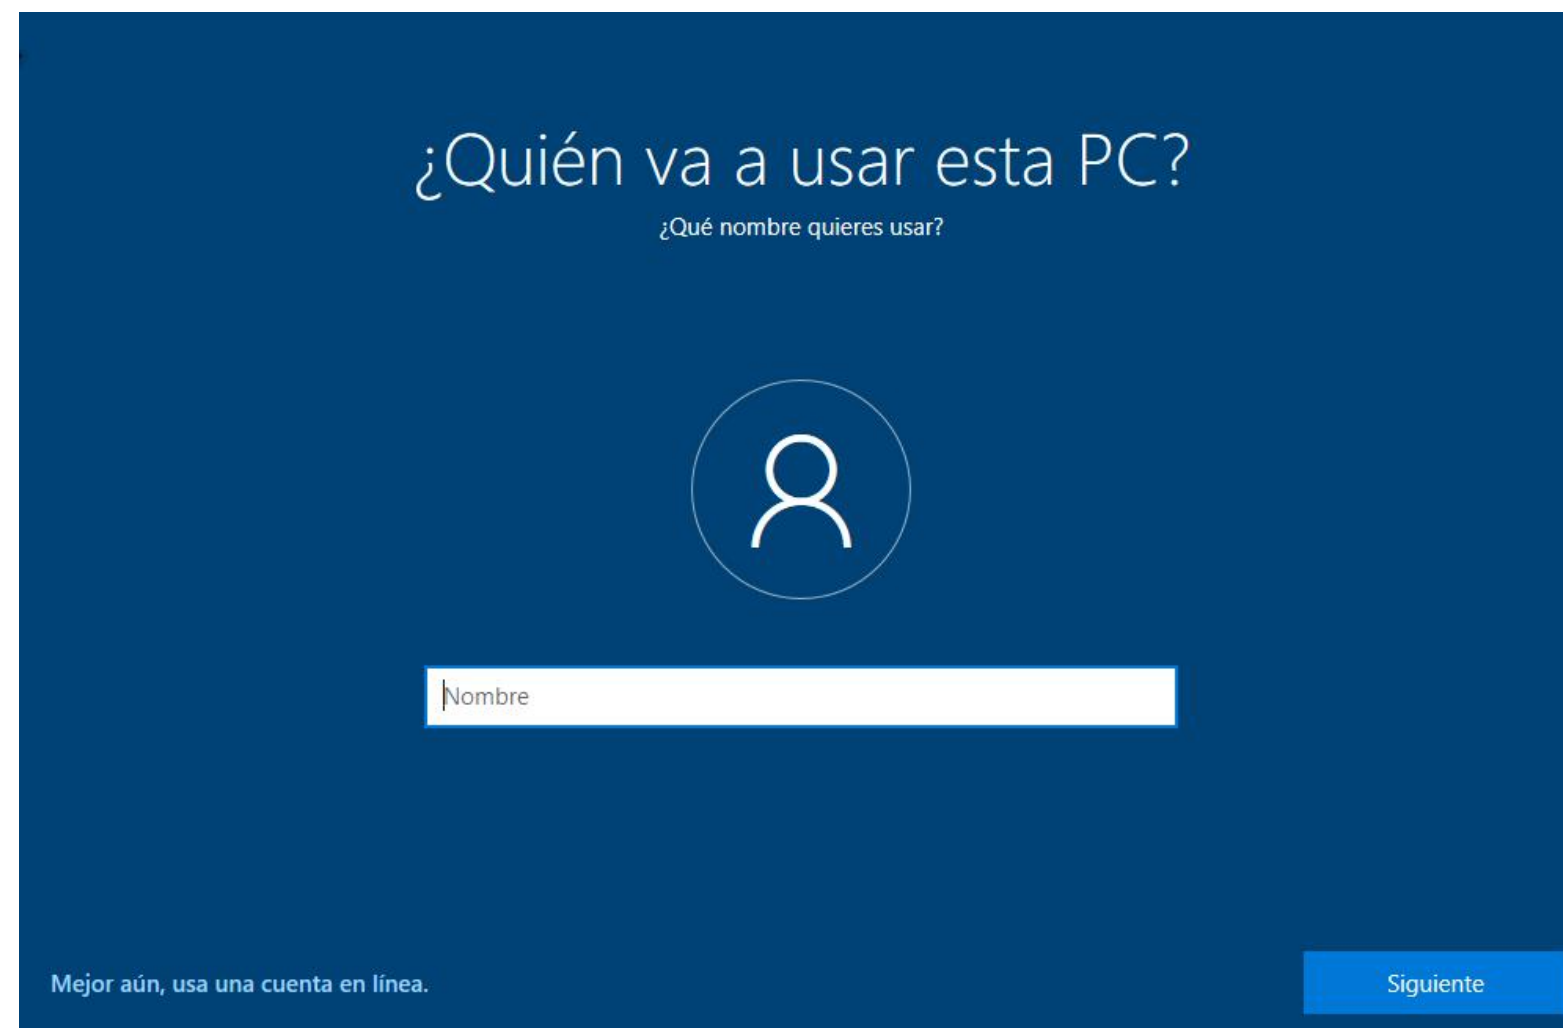 ¿Quién va a usar esta PC?
¿Qué nombre quieres usar?
Nombre
Mejor aún, usa una cuenta en línea.
Siguiente